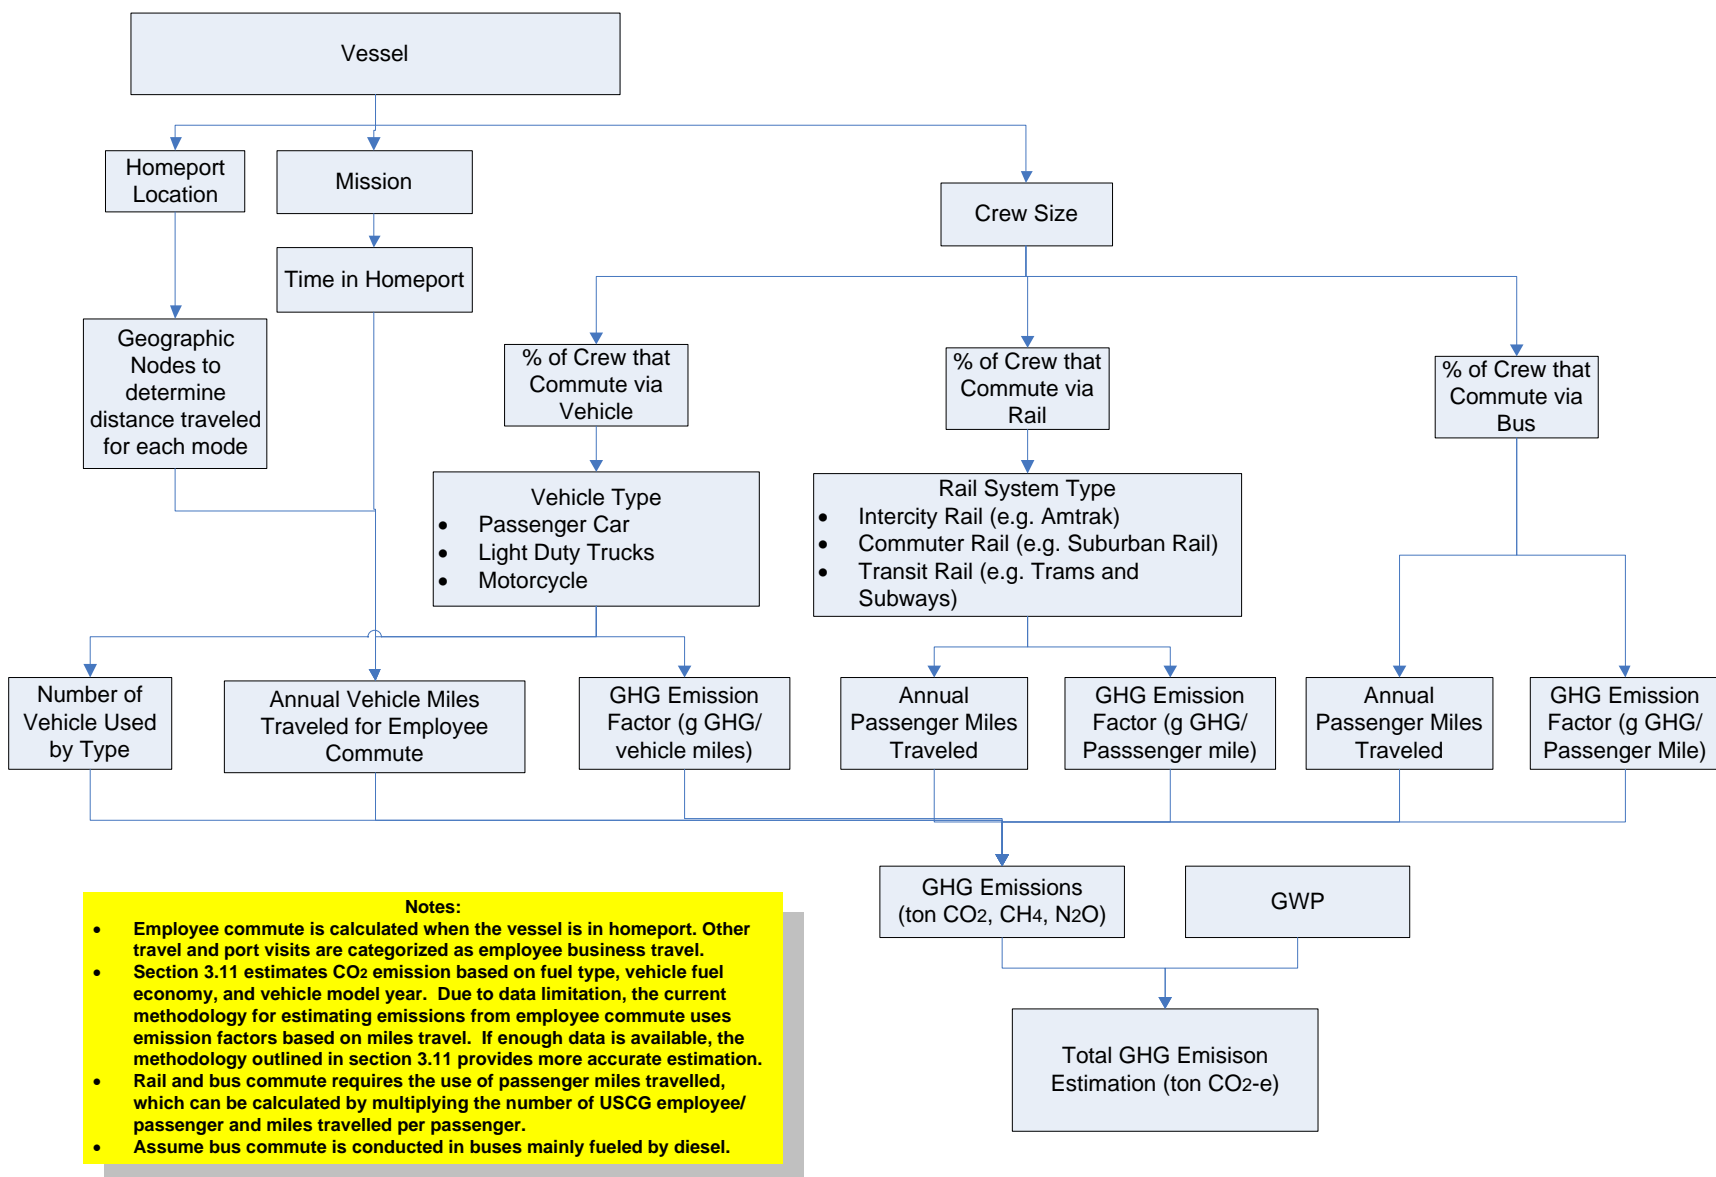 Vessel
Homeport
Location
Mission
Crew Size
Time in Homeport
Geographic
Nodes to
determine
distance traveled
for each mode
% of Crew that
Commute via
Vehicle
% of Crew that
Commute via
Rail
% of Crew that
Commute via
Bus
Vehicle Type
• Passenger Car
• Light Duty Trucks
• Motorcycle
Rail System Type
• Intercity Rail (e.g. Amtrak)
• Commuter Rail (e.g. Suburban Rail)
• Transit Rail (e.g. Trams and
Subways)
Number of
Vehicle Used
by Type
Annual Vehicle Miles
Traveled for Employee
Commute
GHG Emission
Factor (g GHG/
vehicle miles)
Annual
Passenger Miles
Traveled
GHG Emission
Factor (g GHG/
Passsenger mile)
Annual
Passenger Miles
Traveled
GHG Emission
Factor (g GHG/
Passenger Mile)
GHG Emissions
(ton CO2, CH4, N2O)
GWP
Total GHG Emisison
Estimation (ton CO2-e)
Notes:
• Employee commute is calculated when the vessel is in homeport. Other
travel and port visits are categorized as employee business travel.
• Section 3.11 estimates CO2 emission based on fuel type, vehicle fuel
economy, and vehicle model year. Due to data limitation, the current
methodology for estimating emissions from employee commute uses
emission factors based on miles travel. If enough data is available, the
methodology outlined in section 3.11 provides more accurate estimation.
• Rail and bus commute requires the use of passenger miles travelled,
which can be calculated by multiplying the number of USCG employee/
passenger and miles travelled per passenger.
• Assume bus commute is conducted in buses mainly fueled by diesel.